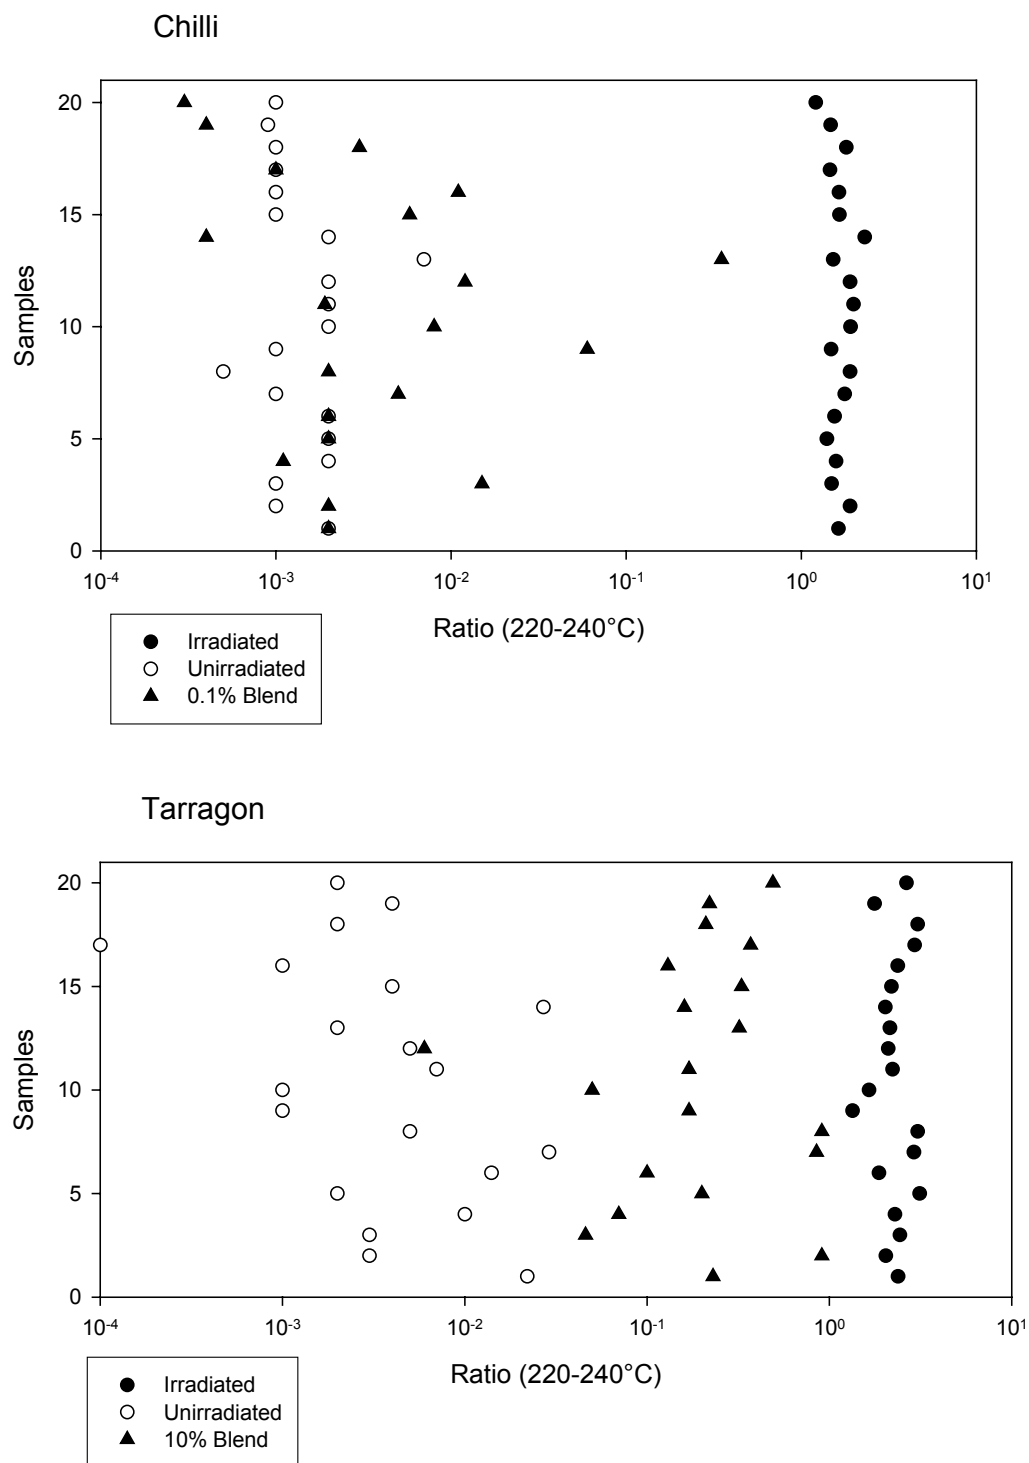 Chilli
20
15
10
5
0
Samples
10⁻⁴ 10⁻³ 10⁻² 10⁻¹ 10⁰ 10¹
Ratio (220-240°C)
Irradiated
Unirradiated
0.1% Blend
Tarragon
20
15
10
5
0
Samples
10⁻⁴ 10⁻³ 10⁻² 10⁻¹ 10⁰ 10¹
Ratio (220-240°C)
Irradiated
Unirradiated
10% Blend